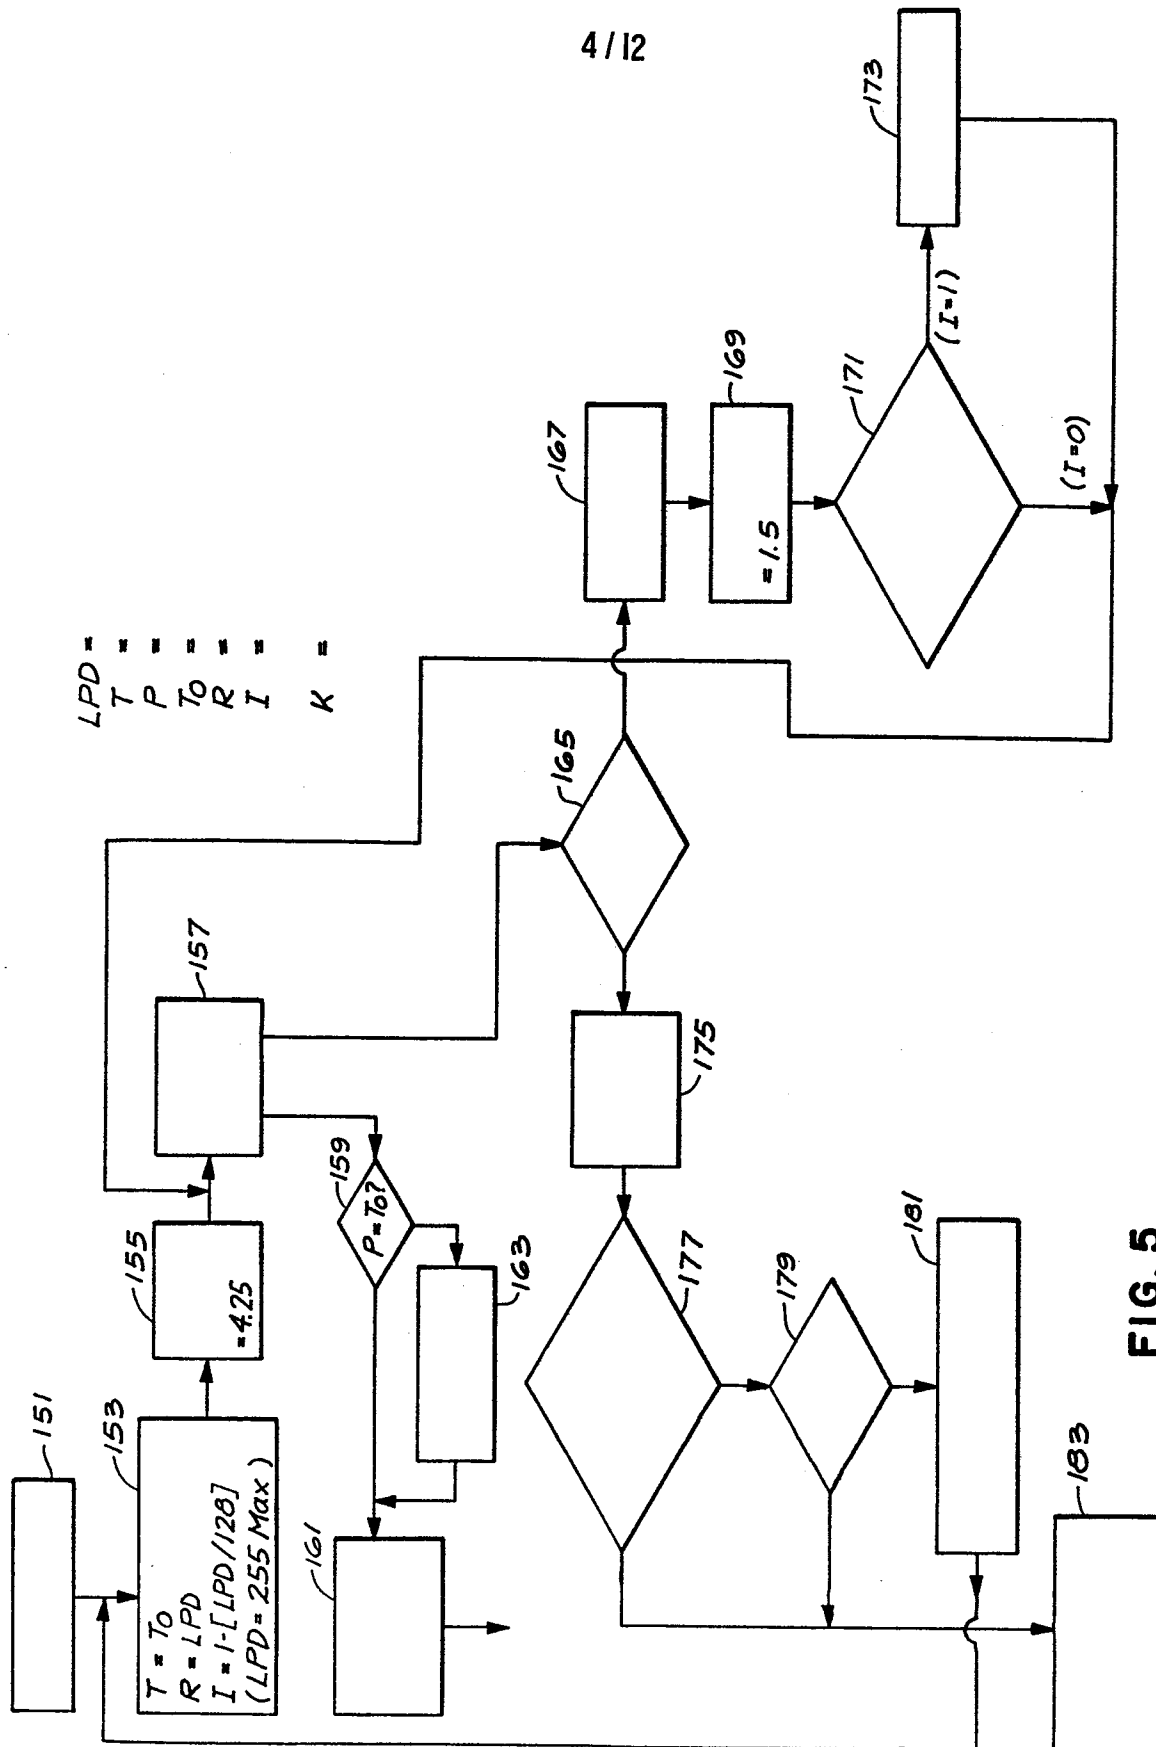 4/12
LPD =
T =
P =
To =
R =
I =
K =
151
153
T = To
R = LPD
I = 1-[LPD/128]
(LPD = 255 Max)
155
=4.25
157
159
P=To?
161
163
165
167
169
=1.5
171
(I=1)
(I=0)
173
175
177
179
181
183
FIG. 5